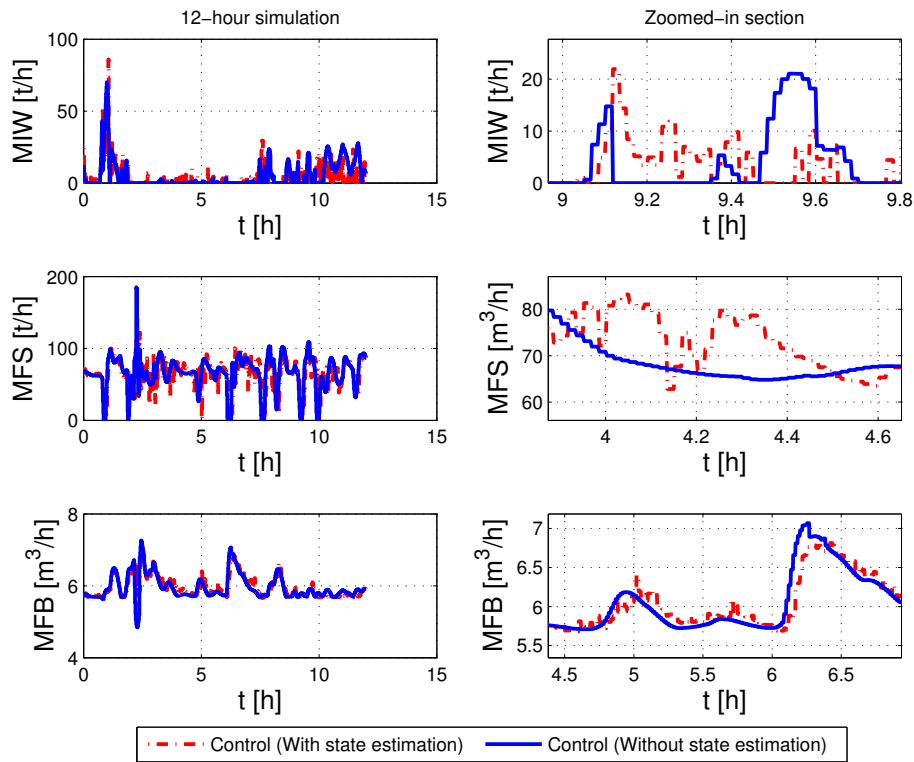 12−hour simulation
Zoomed−in section
MIW [t/h]
100
50
0
0 5 10 15
t [h]
MIW [t/h]
20
10
0
9 9.2 9.4 9.6 9.8
t [h]
MFS [t/h]
200
100
0
0 5 10 15
t [h]
MFS [m³/h]
80
70
60
4 4.2 4.4 4.6
t [h]
MFB [m³/h]
8
6
4
0 5 10 15
t [h]
MFB [m³/h]
7
6.5
6
5.5
4.5 5 5.5 6 6.5
t [h]
Control (With state estimation)
Control (Without state estimation)